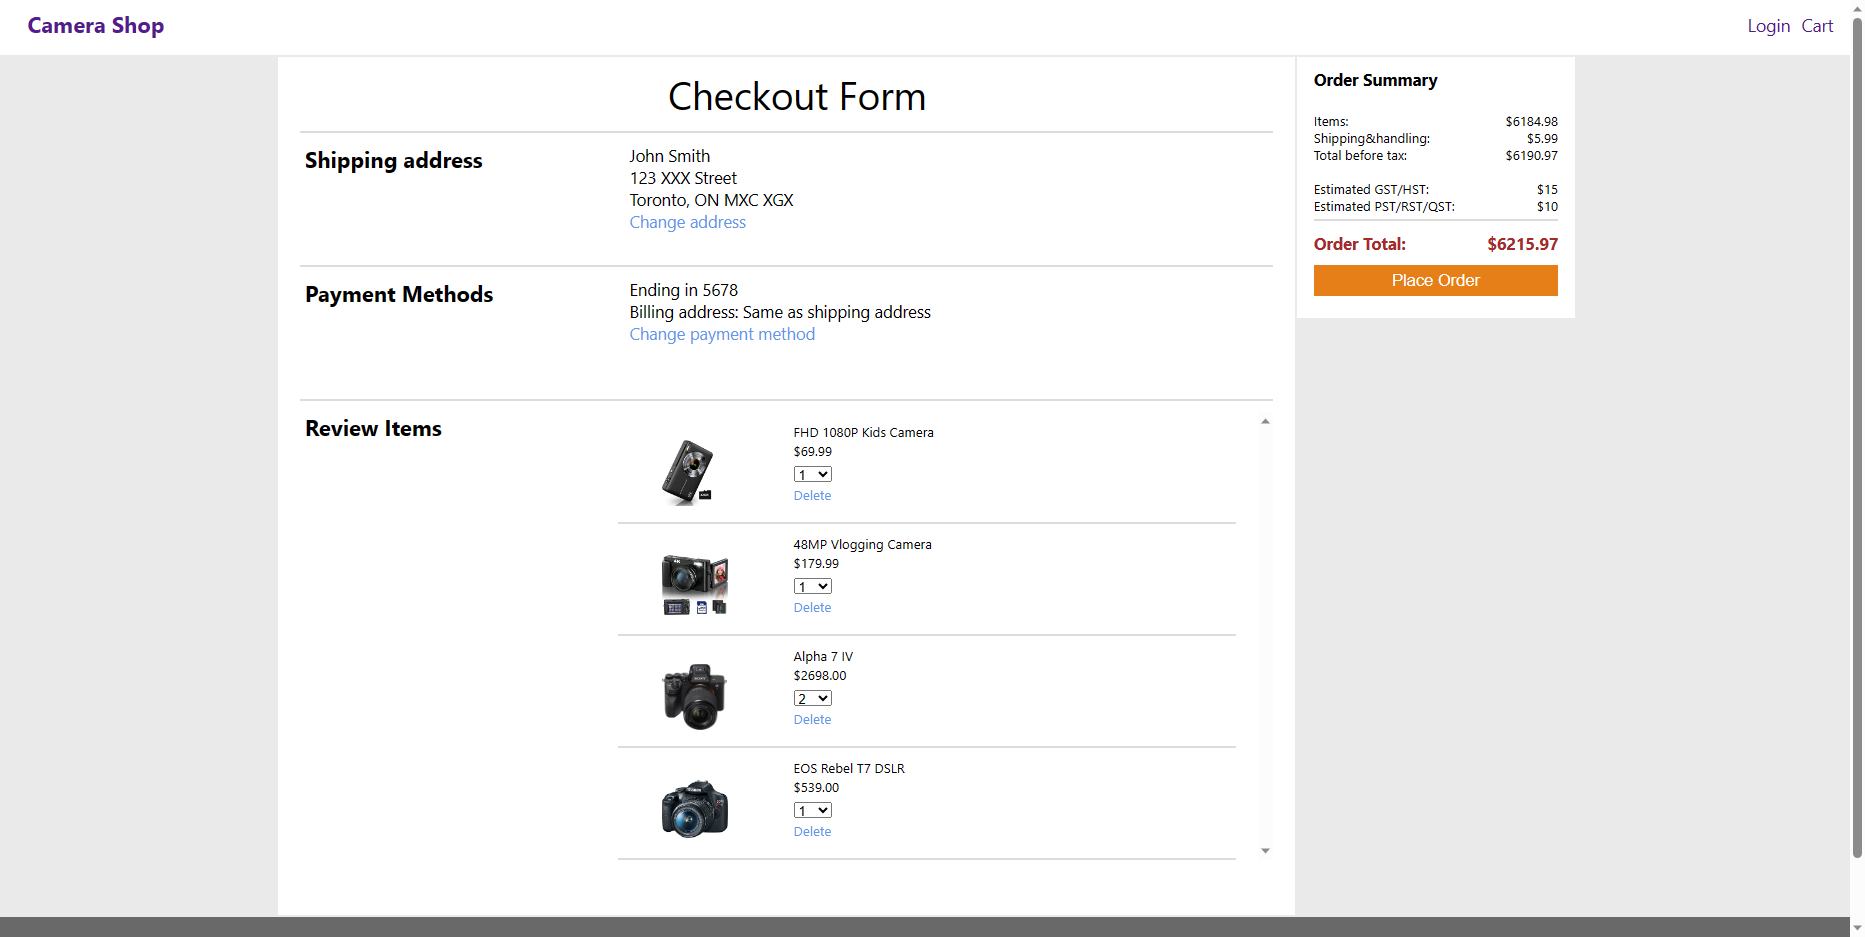 Camera Shop
Login Cart
Checkout Form
Shipping address
John Smith
123 XXX Street
Toronto, ON MXC XGX
Change address
Payment Methods
Ending in 5678
Billing address: Same as shipping address
Change payment method
Review Items
FHD 1080P Kids Camera
$69.99
1
Delete
48MP Vlogging Camera
$179.99
1
Delete
Alpha 7 IV
$2698.00
2
Delete
EOS Rebel T7 DSLR
$539.00
1
Delete
Order Summary
Items: $6184.98
Shipping&handling: $5.99
Total before tax: $6190.97
Estimated GST/HST: $15
Estimated PST/RST/QST: $10
Order Total: $6215.97
Place Order